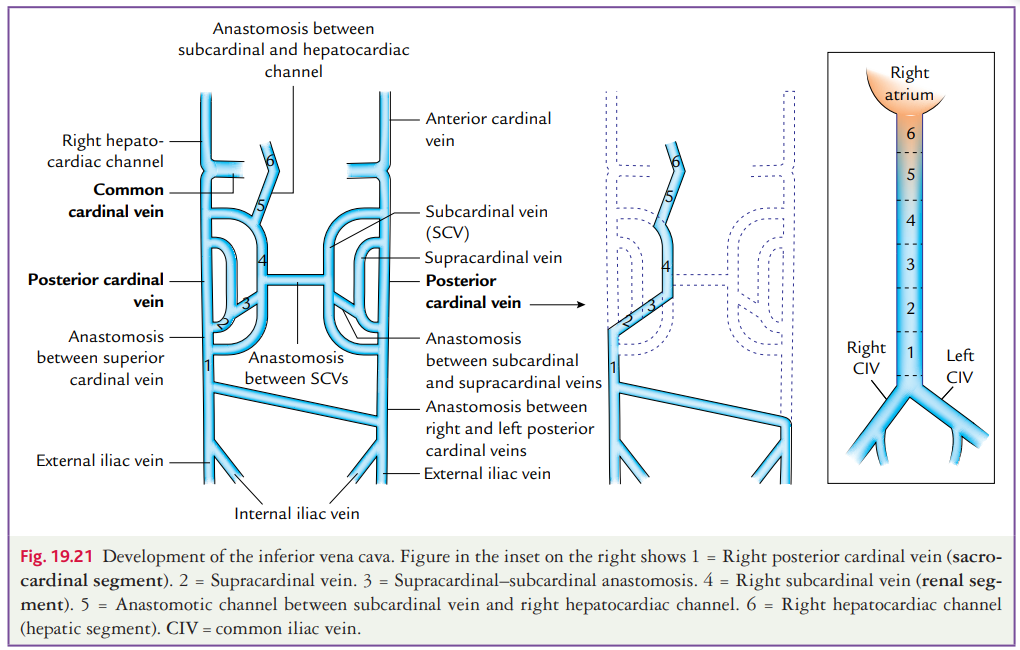 Anastomosis between
subcardinal and hepatocardiac
channel
Right hepato-
cardiac channel
Common
cardinal vein
Posterior cardinal
vein
Anastomosis
between superior
cardinal vein
External iliac vein
Internal iliac vein
Anastomosis
between SCVs
6
5
4
3
2
1
Anterior cardinal
vein
Subcardinal vein
(SCV)
Supracardinal vein
Posterior
cardinal vein
Anastomosis
between subcardinal
and supracardinal veins
Anastomosis between
right and left posterior
cardinal veins
External iliac vein
6
5
4
3
2
1
Right
atrium
6
5
4
3
2
1
Right
CIV
Left
CIV
Fig. 19.21 Development of the inferior vena cava. Figure in the inset on the right shows 1 = Right posterior cardinal vein (sacro-
cardinal segment). 2 = Supracardinal vein. 3 = Supracardinal–subcardinal anastomosis. 4 = Right subcardinal vein (renal seg-
ment). 5 = Anastomotic channel between subcardinal vein and right hepatocardiac channel. 6 = Right hepatocardiac channel
(hepatic segment). CIV = common iliac vein.